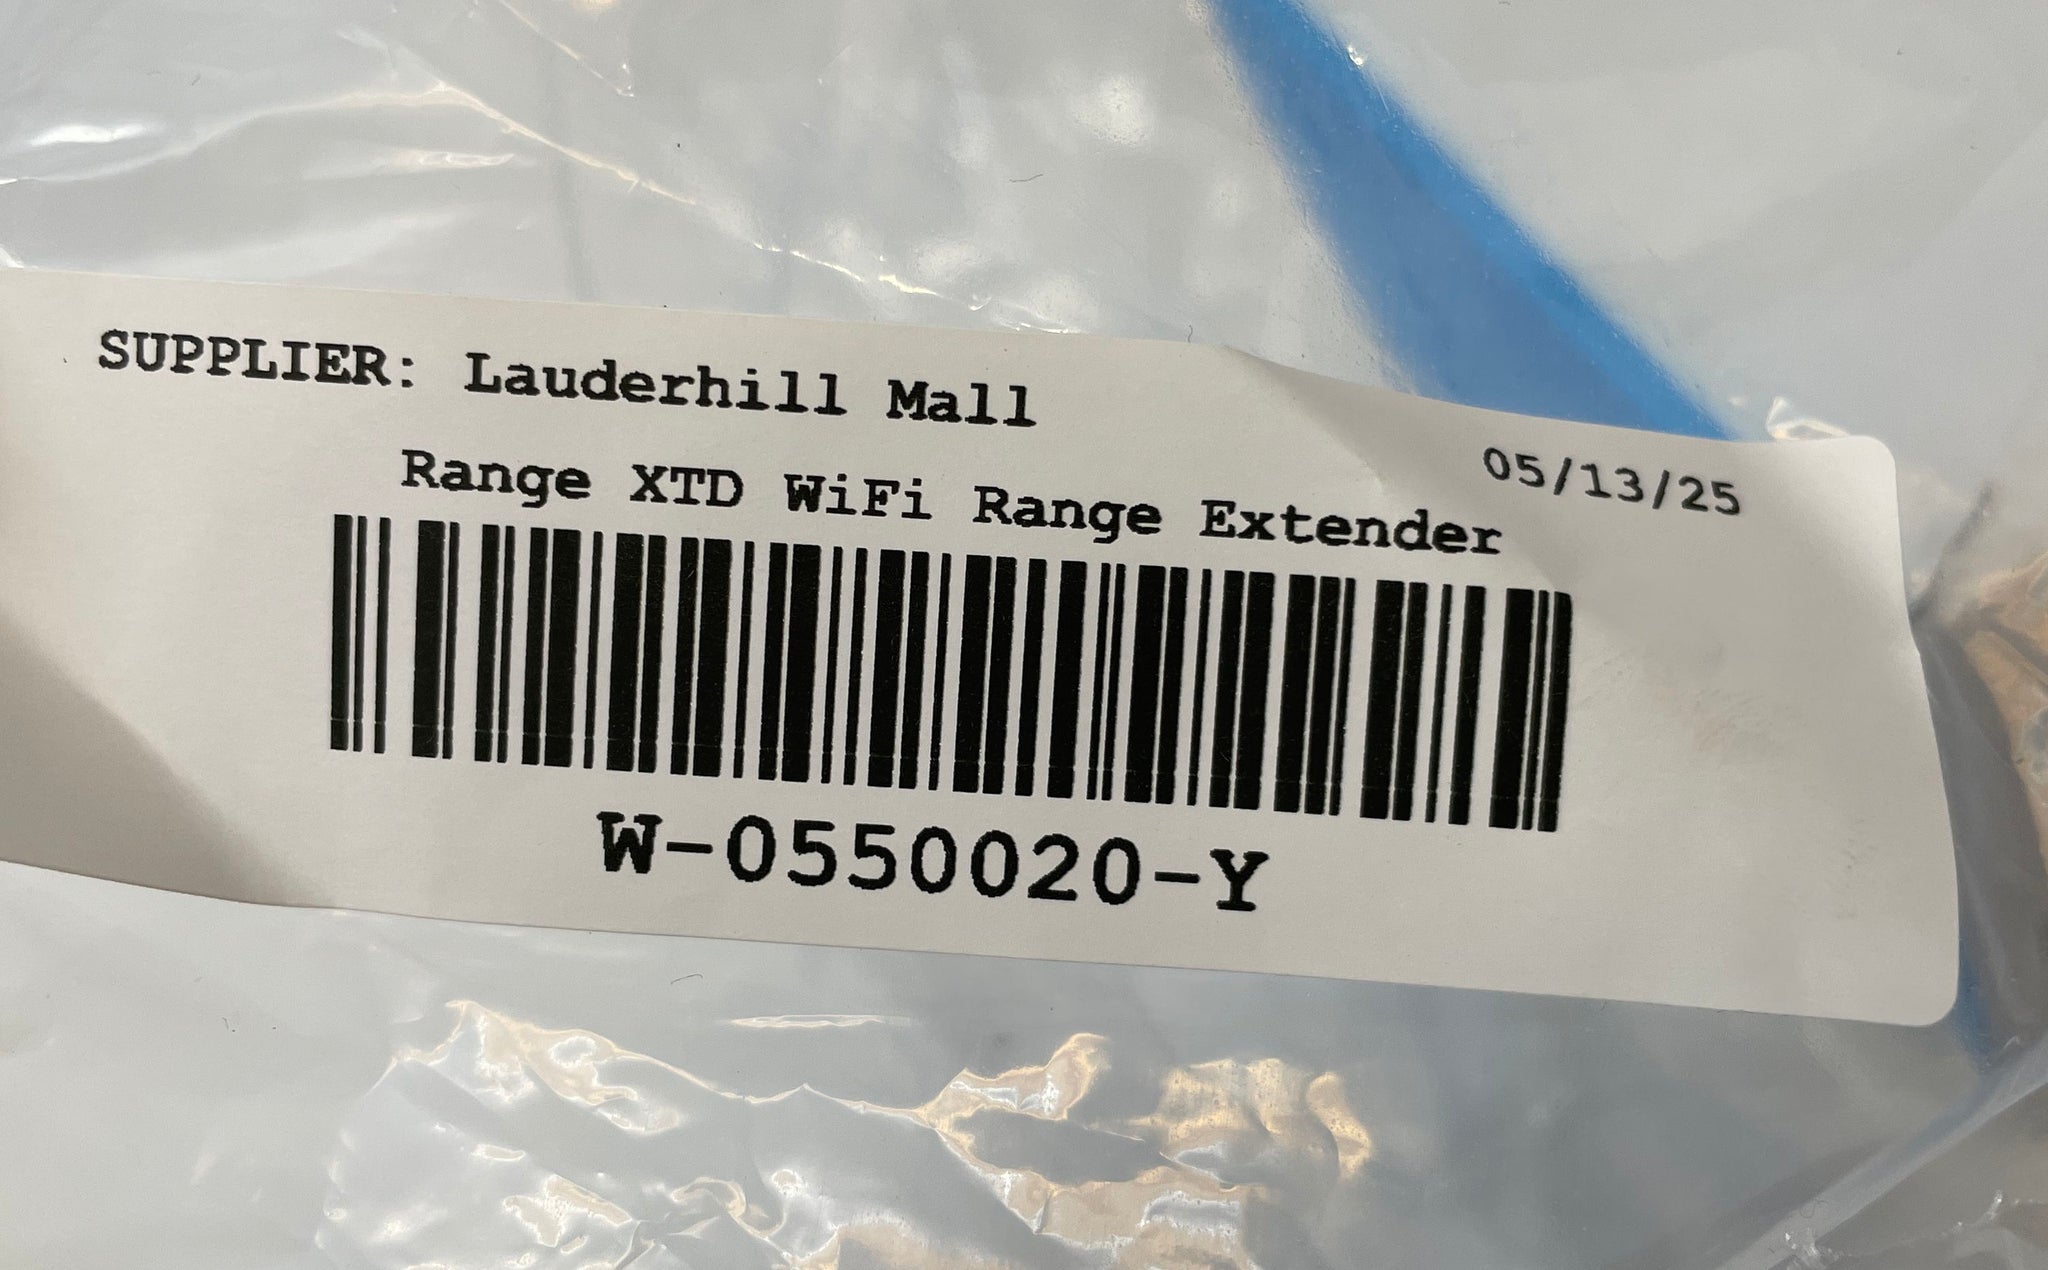 SUPPLIER: Lauderhill Mall
05/13/25
Range XTD WiFi Range Extender
W-0550020-Y